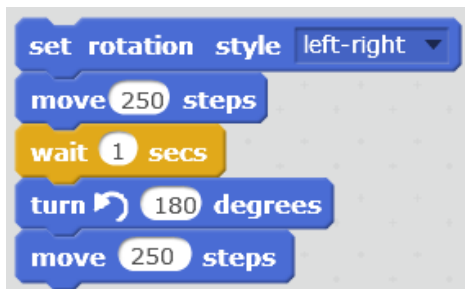 set rotation style left-right
move 250 steps
wait 1 secs
turn 180 degrees
move 250 steps